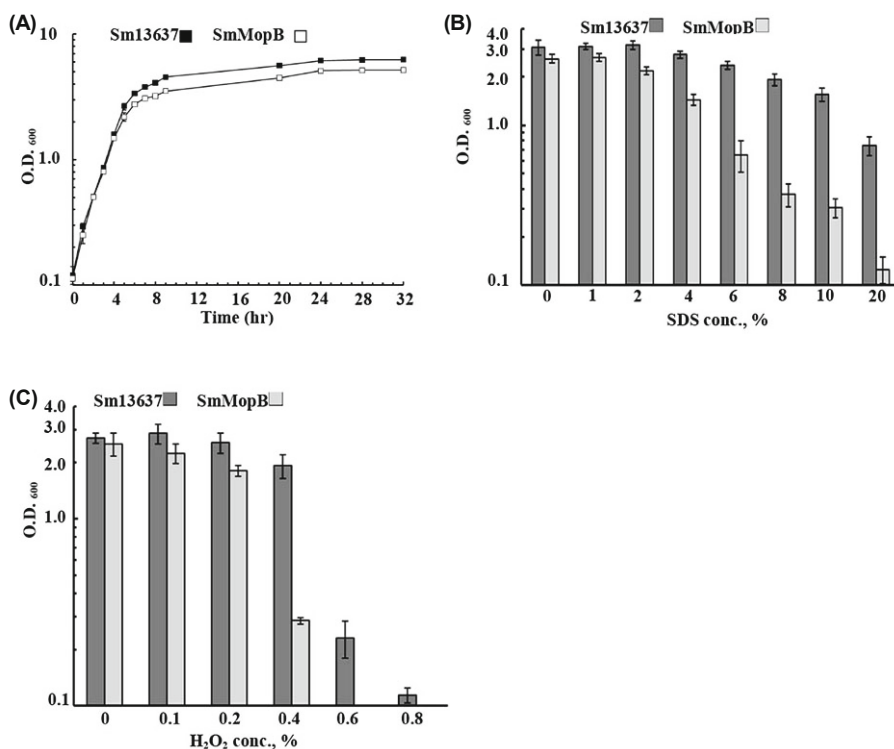 (A)
Sm13637 SmMopB
10
1.0
0.1
O.D. 600
0 4 8 12 16 20 24 28 32
Time (hr)
(B)
Sm13637 SmMopB
4.0
3.0
2.0
1.0
0.1
O.D. 600
0 1 2 4 6 8 10 20
SDS conc., %
(C)
Sm13637 SmMopB
4.0
3.0
2.0
1.0
0.1
O.D. 600
0 0.1 0.2 0.4 0.6 0.8
H₂O₂ conc., %